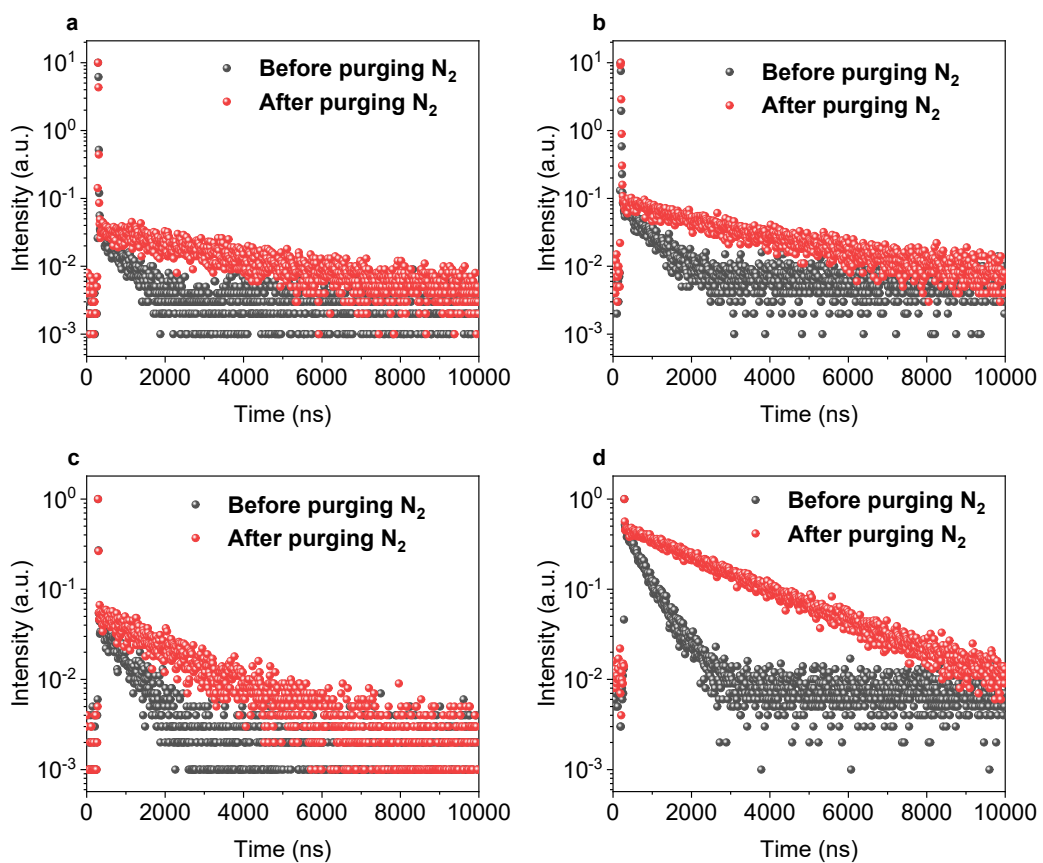 a
Before purging N₂
After purging N₂
Intensity (a.u.)
10¹
10⁰
10⁻¹
10⁻²
10⁻³
0 2000 4000 6000 8000 10000
Time (ns)
b
Before purging N₂
After purging N₂
Intensity (a.u.)
10¹
10⁰
10⁻¹
10⁻²
10⁻³
0 2000 4000 6000 8000 10000
Time (ns)
c
Before purging N₂
After purging N₂
Intensity (a.u.)
10⁰
10⁻¹
10⁻²
10⁻³
0 2000 4000 6000 8000 10000
Time (ns)
d
Before purging N₂
After purging N₂
Intensity (a.u.)
10⁰
10⁻¹
10⁻²
10⁻³
0 2000 4000 6000 8000 10000
Time (ns)